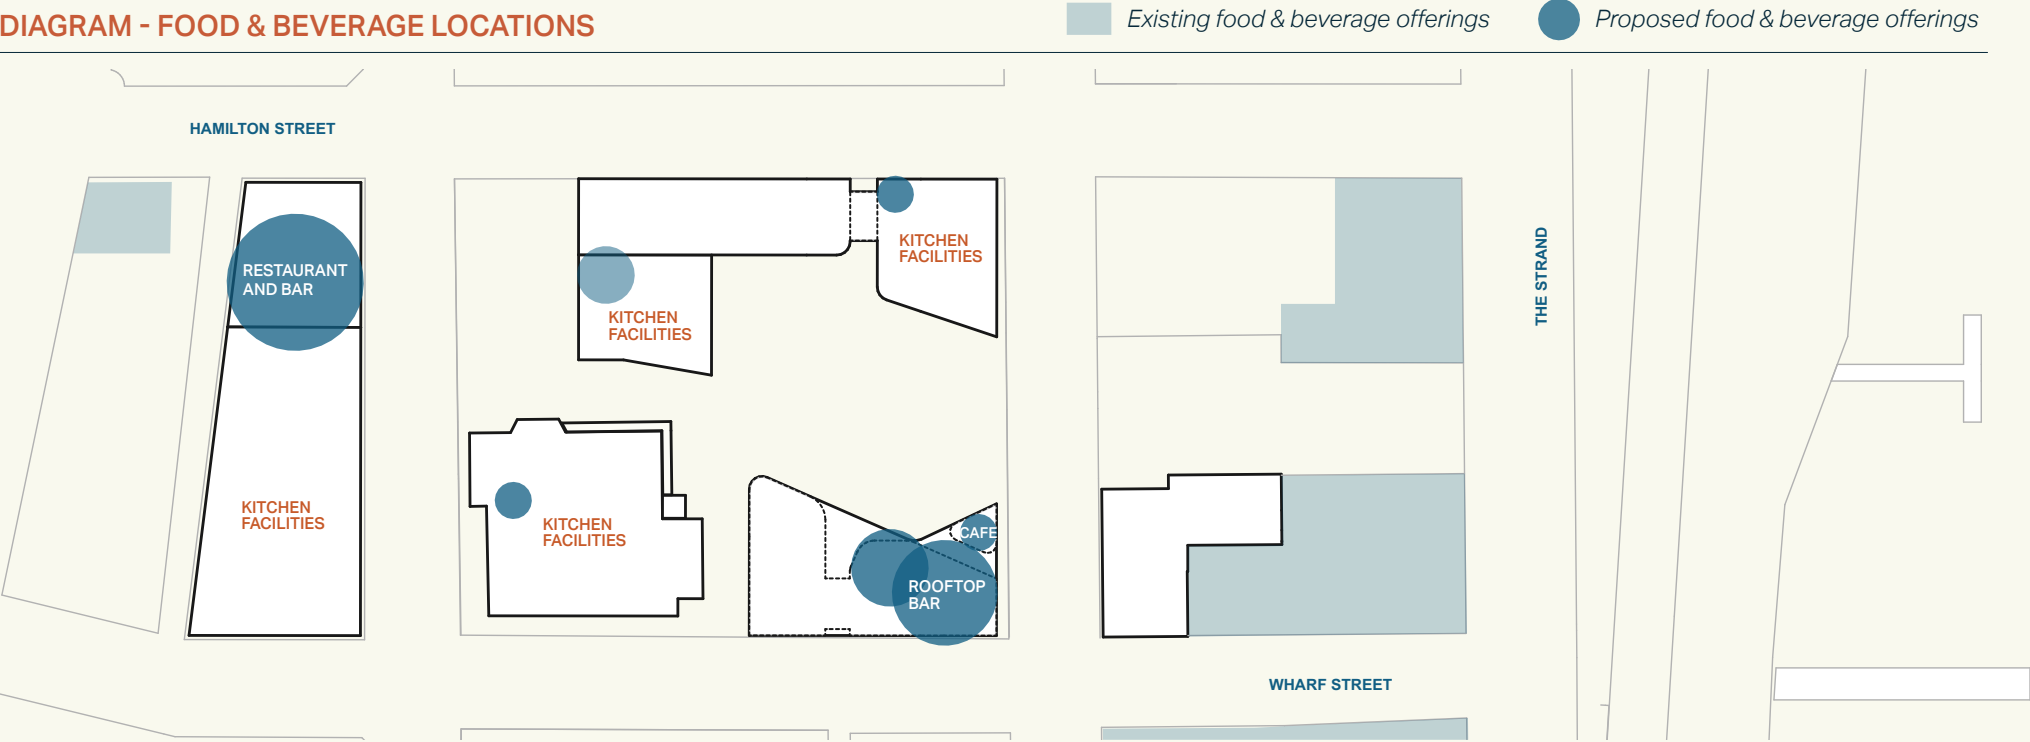 DIAGRAM - FOOD & BEVERAGE LOCATIONS
Existing food & beverage offerings
Proposed food & beverage offerings
HAMILTON STREET
RESTAURANT
AND BAR
KITCHEN
FACILITIES
KITCHEN
FACILITIES
KITCHEN
FACILITIES
KITCHEN
FACILITIES
CAFE
ROOFTOP
BAR
THE STRAND
WHARF STREET